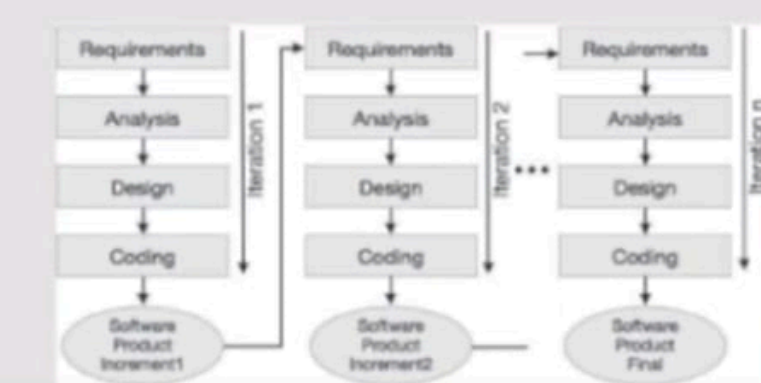 Requirements
Analysis
Design
Coding
Software
Product
Increment1
Iteration 1
Requirements
Analysis
Design
Coding
Software
Product
Increment2
Iteration 2
...
Requirements
Analysis
Design
Coding
Software
Product
Final
Iteration n